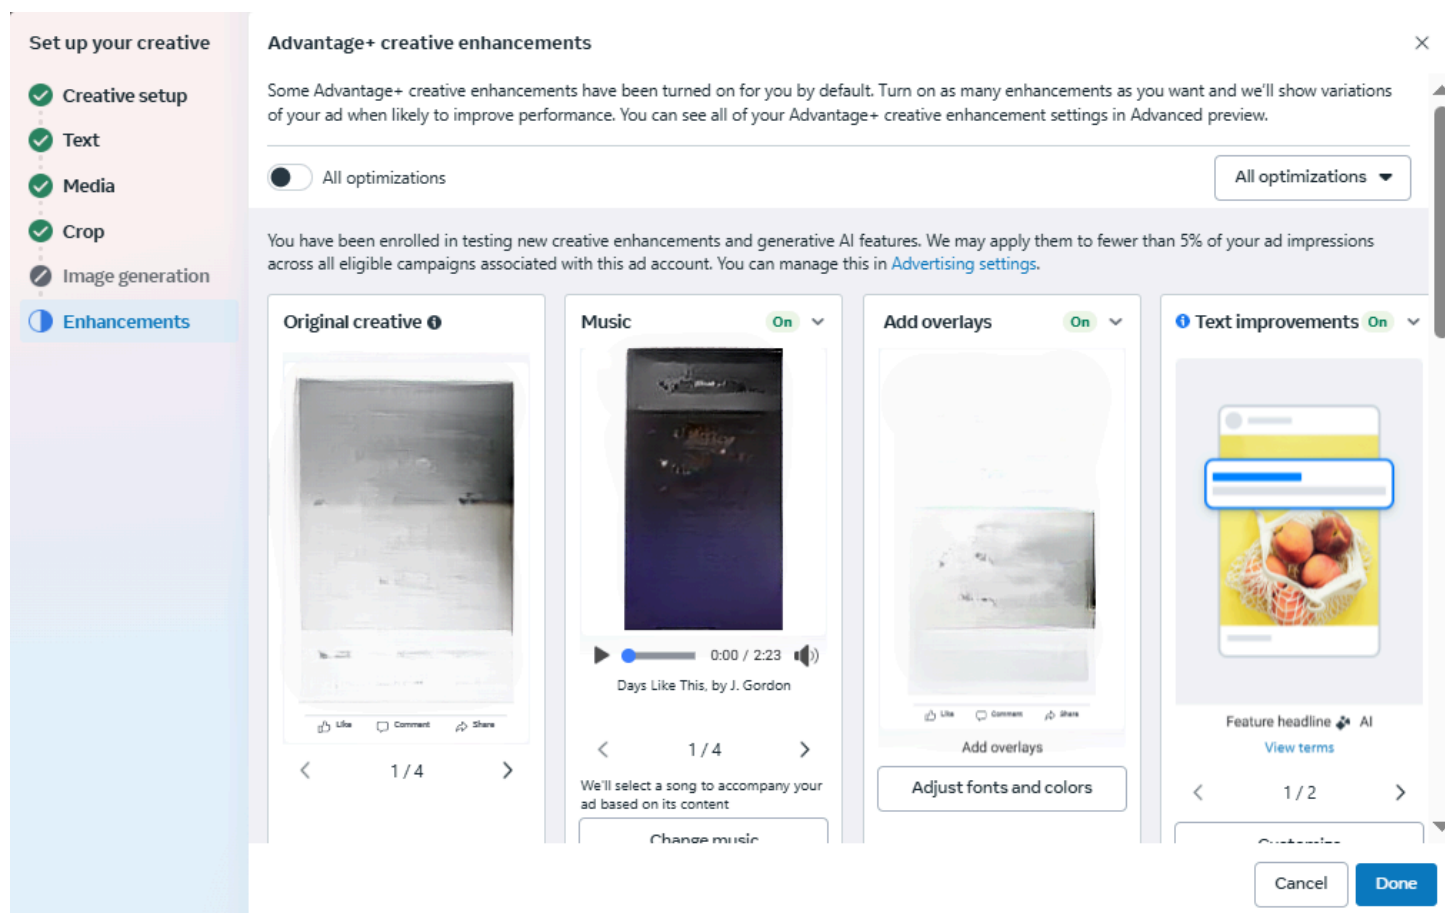 Set up your creative
Creative setup
Text
Media
Crop
Image generation
Enhancements
Advantage+ creative enhancements
Some Advantage+ creative enhancements have been turned on for you by default. Turn on as many enhancements as you want and we'll show variations
of your ad when likely to improve performance. You can see all of your Advantage+ creative enhancement settings in Advanced preview.
All optimizations
All optimizations
You have been enrolled in testing new creative enhancements and generative AI features. We may apply them to fewer than 5% of your ad impressions
across all eligible campaigns associated with this ad account. You can manage this in Advertising settings.
Original creative
Like Comment Share
1 / 4
Music On
0:00 / 2:23
Days Like This, by J. Gordon
1 / 4
We'll select a song to accompany your
ad based on its content
Change music
Add overlays On
Like Comment Share
Add overlays
Adjust fonts and colors
Text improvements On
Feature headline AI
View terms
1 / 2
Customize
Cancel
Done